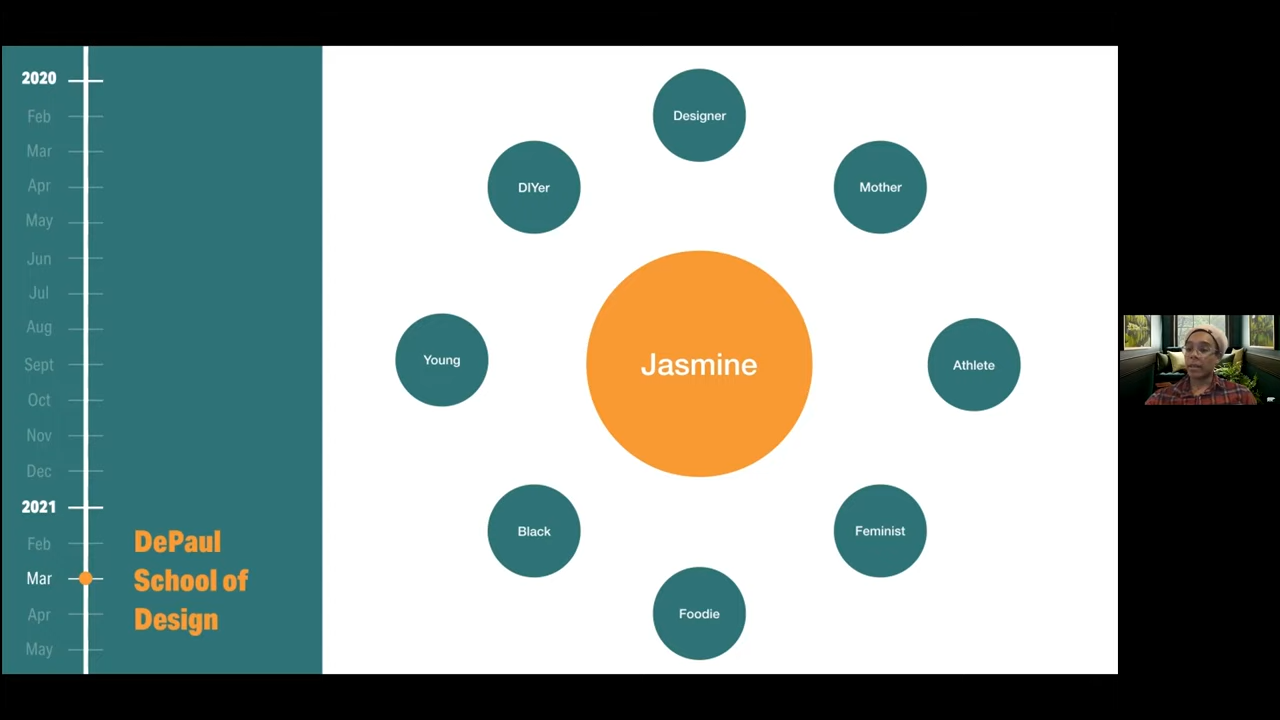 2020
Feb
Mar
Apr
May
Jun
Jul
Aug
Sept
Oct
Nov
Dec
2021
Feb
Mar
Apr
May
DePaul
School of
Design
Designer
DIYer
Mother
Young
Jasmine
Athlete
Black
Feminist
Foodie